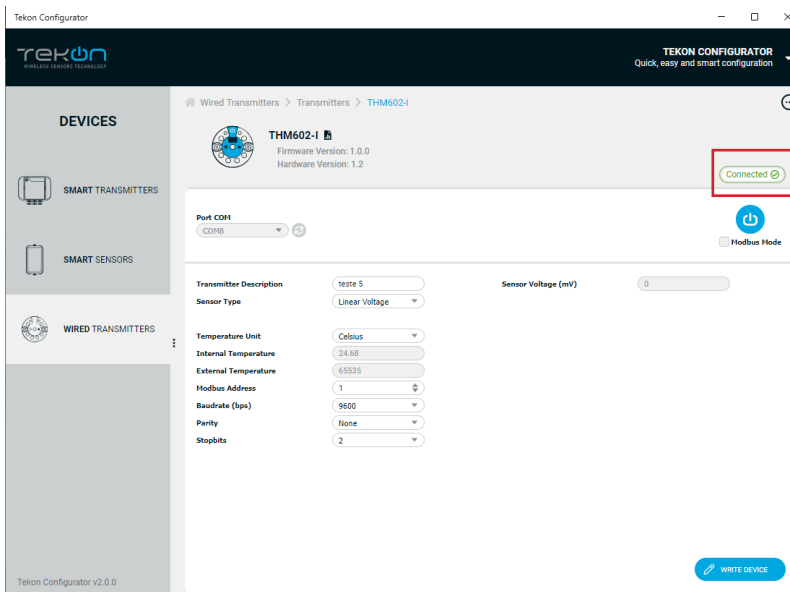 Tekon Configurator
TEKON
WIRELESS SENSORS TECHNOLOGY
TEKON CONFIGURATOR
Quick, easy and smart configuration
DEVICES
SMART TRANSMITTERS
SMART SENSORS
WIRED TRANSMITTERS
Tekon Configurator v2.0.0
Wired Transmitters > Transmitters > THM602-I
THM602-I
Firmware Version: 1.0.0
Hardware Version: 1.2
Connected
Port COM
COM8
Modbus Mode
Transmitter Description teste 5 Sensor Voltage (mV) 0
Sensor Type Linear Voltage
Temperature Unit Celsius
Internal Temperature 24.68
External Temperature 65535
Modbus Address 1
Baudrate (bps) 9600
Parity None
Stopbits 2
WRITE DEVICE